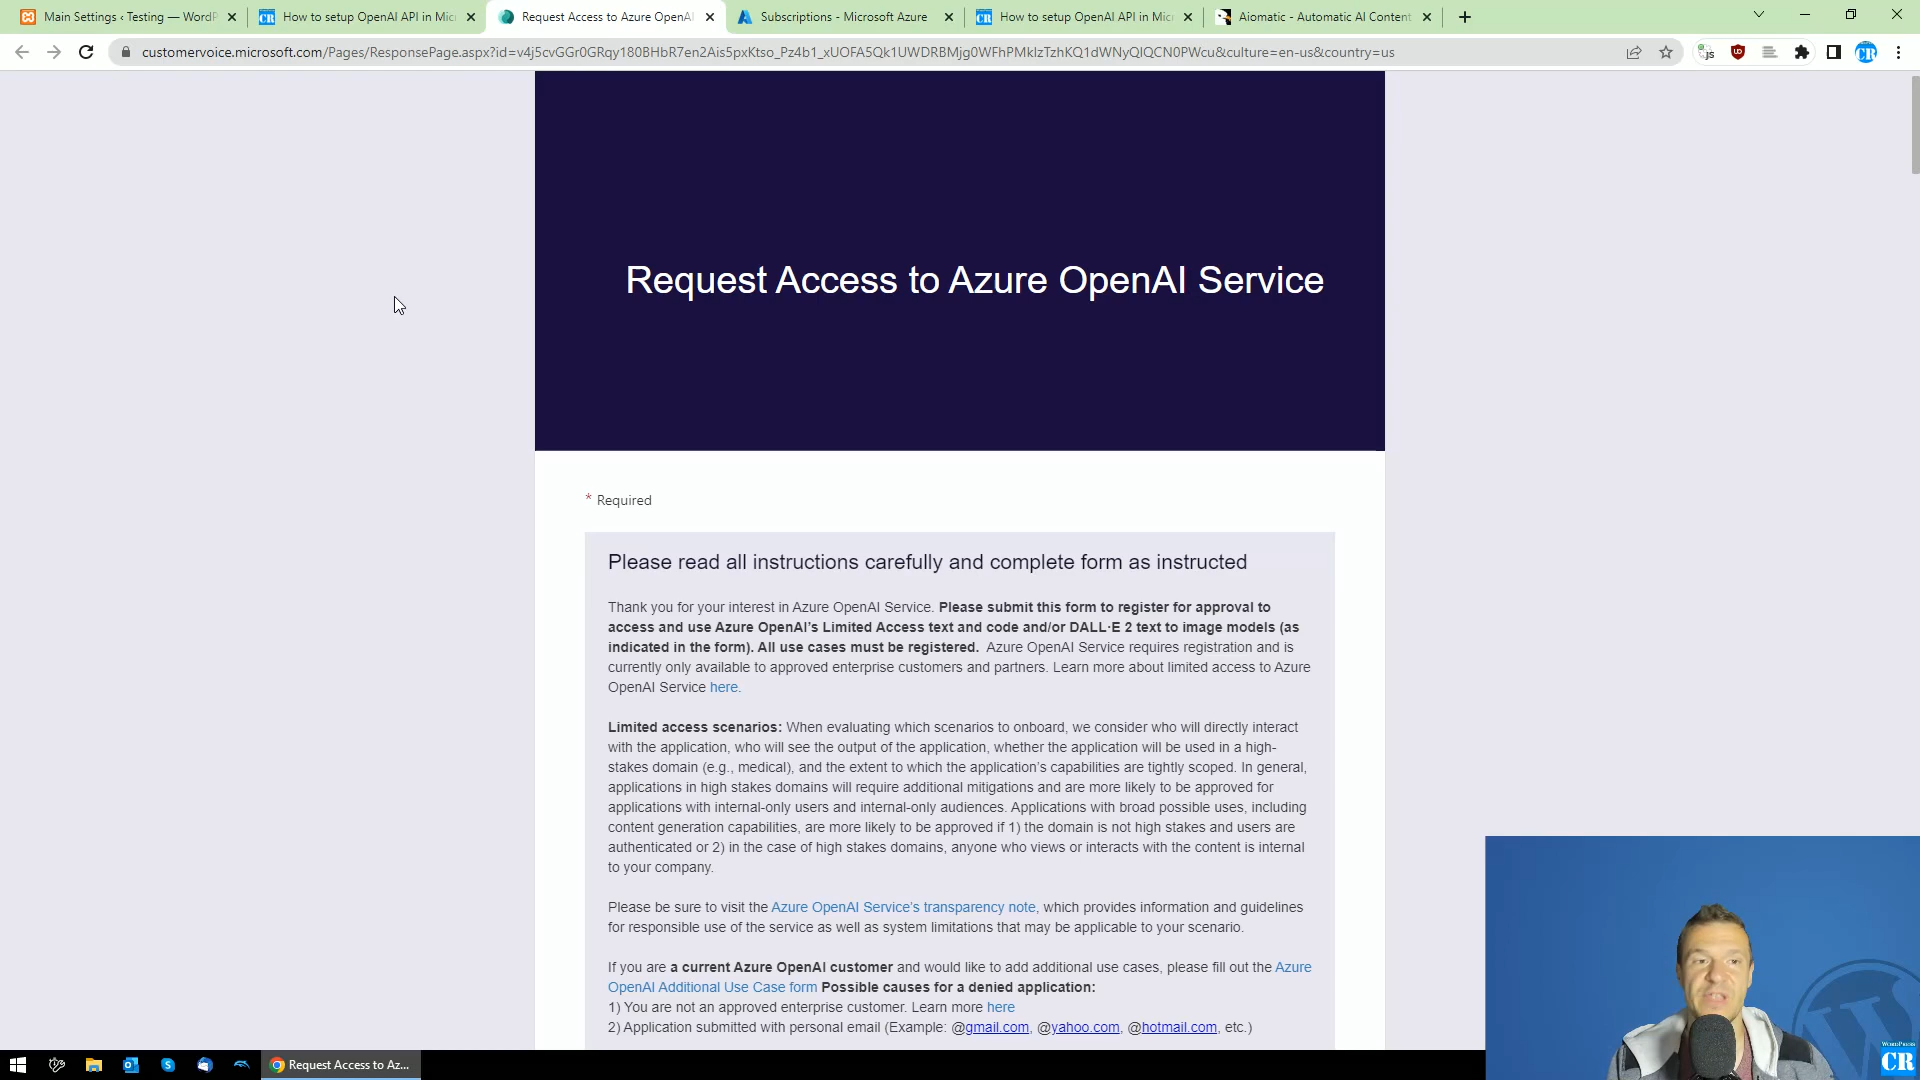 Main Settings ‹ Testing — WordP
How to setup OpenAI API in Mic
Request Access to Azure OpenA
Subscriptions - Microsoft Azure
How to setup OpenAI API in Mic
Aiomatic - Automatic AI Content
customervoice.microsoft.com/Pages/ResponsePage.aspx?id=v4j5cvGGr0GRqy180BHbR7en2Ais5pxKtso_Pz4b1_xUOFA5Qk1UWDRBMjg0WFhPMkIzTzhKQ1dWNyQlQCN0PWcu&culture=en-us&country=us
Request Access to Azure OpenAI Service
* Required
Please read all instructions carefully and complete form as instructed
Thank you for your interest in Azure OpenAI Service. Please submit this form to register for approval to
access and use Azure OpenAI’s Limited Access text and code and/or DALL·E 2 text to image models (as
indicated in the form). All use cases must be registered. Azure OpenAI Service requires registration and is
currently only available to approved enterprise customers and partners. Learn more about limited access to Azure
OpenAI Service here.
Limited access scenarios: When evaluating which scenarios to onboard, we consider who will directly interact
with the application, who will see the output of the application, whether the application will be used in a high-
stakes domain (e.g., medical), and the extent to which the application’s capabilities are tightly scoped. In general,
applications in high stakes domains will require additional mitigations and are more likely to be approved for
applications with internal-only users and internal-only audiences. Applications with broad possible uses, including
content generation capabilities, are more likely to be approved if 1) the domain is not high stakes and users are
authenticated or 2) in the case of high stakes domains, anyone who views or interacts with the content is internal
to your company.
Please be sure to visit the Azure OpenAI Service’s transparency note, which provides information and guidelines
for responsible use of the service as well as system limitations that may be applicable to your scenario.
If you are a current Azure OpenAI customer and would like to add additional use cases, please fill out the Azure
OpenAI Additional Use Case form Possible causes for a denied application:
1) You are not an approved enterprise customer. Learn more here
2) Application submitted with personal email (Example: @gmail.com, @yahoo.com, @hotmail.com, etc.)
Request Access to Az...
WordPress
CR